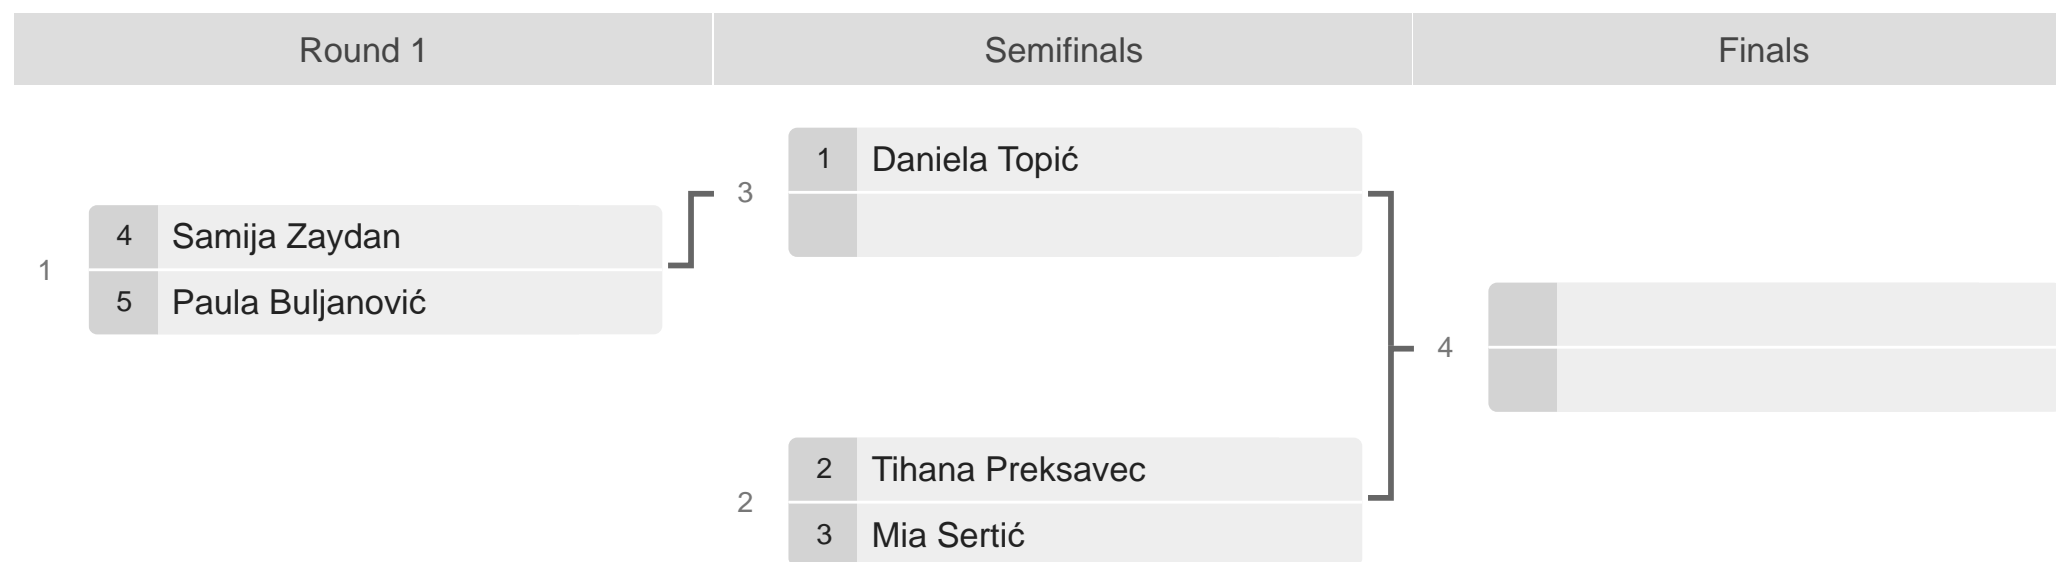 Round 1
Semifinals
Finals
1
4 Samija Zaydan
5 Paula Buljanović
3
1 Daniela Topić
2
2 Tihana Preksavec
3 Mia Sertić
4